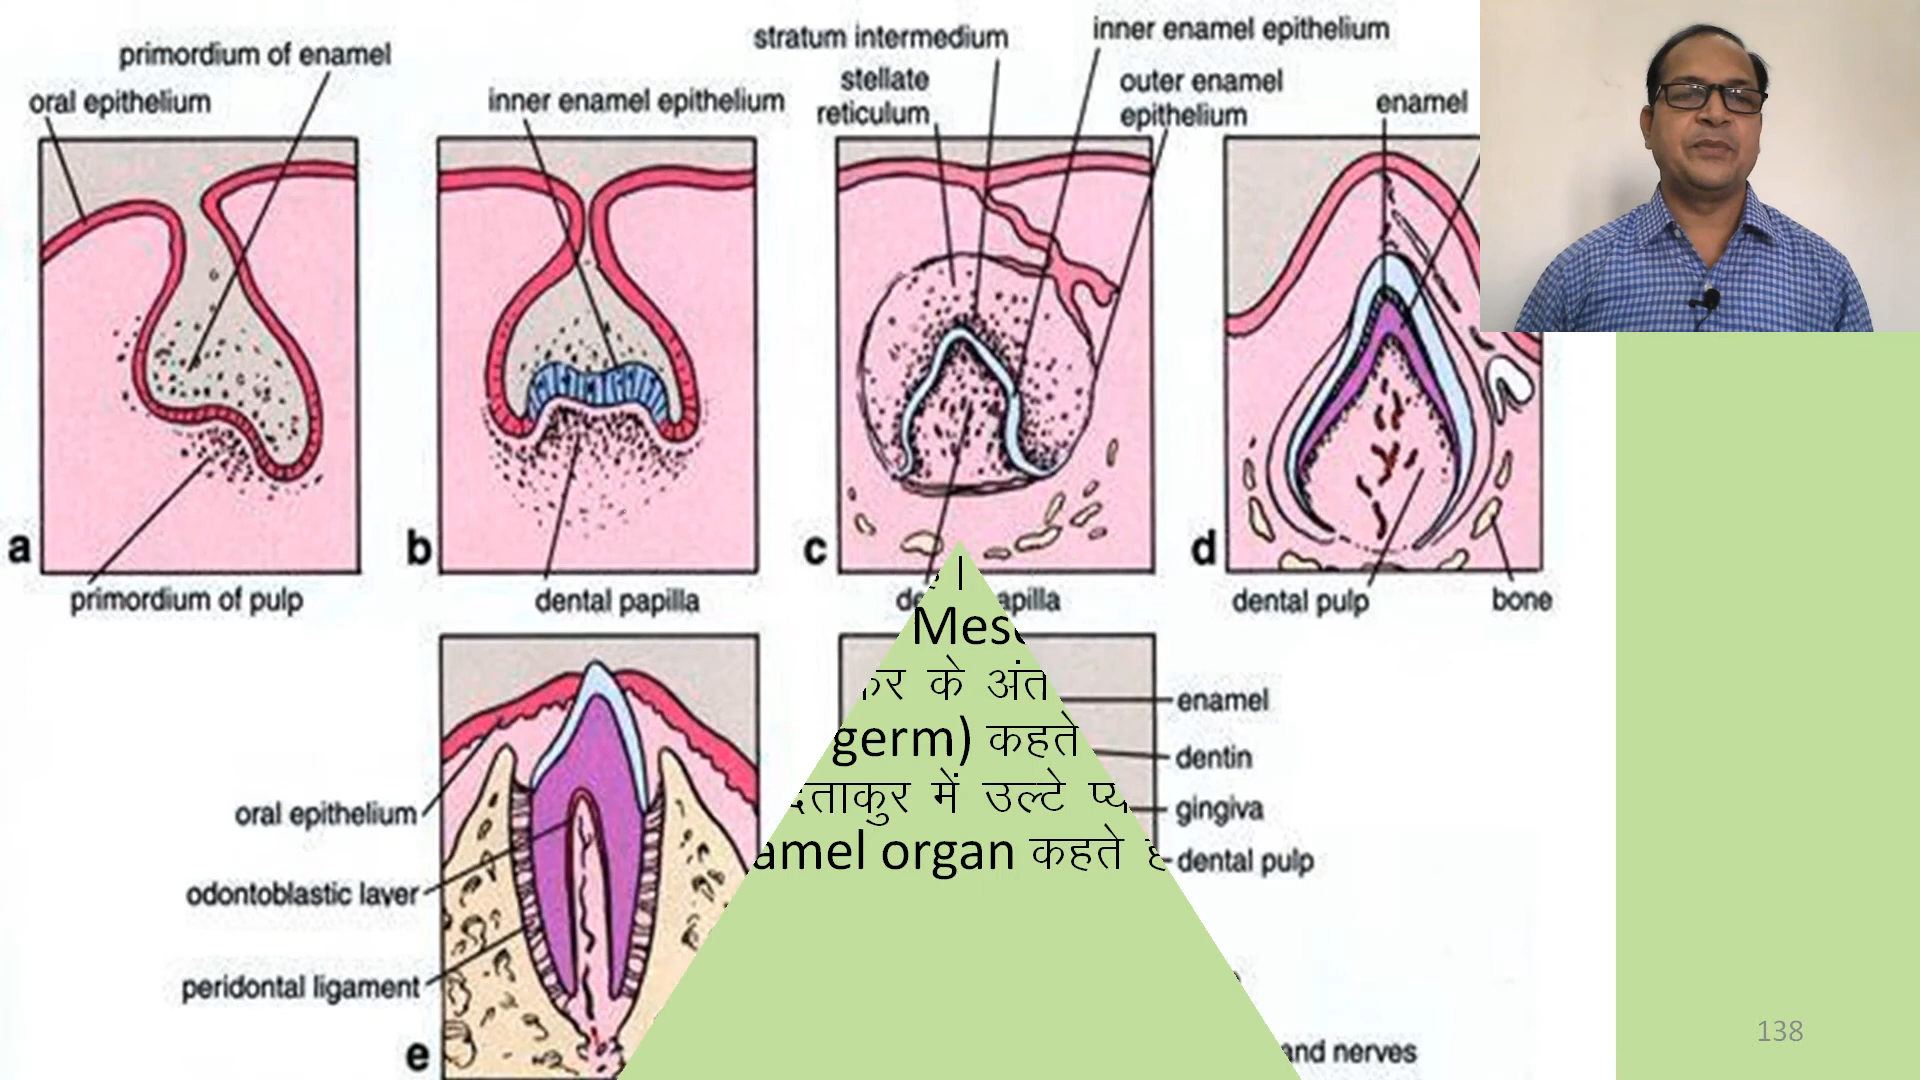 primordium of enamel
oral epithelium
inner enamel epithelium
stratum intermedium
stellate
reticulum
inner enamel epithelium
outer enamel
epithelium
enamel
a
b
c
d
primordium of pulp
dental papilla
dental pulp
bone
के
germ) कहते
में उल्टे
organ कहते
oral epithelium
odontoblastic layer
peridontal ligament
e
enamel
dentin
gingiva
dental pulp
and nerves
138